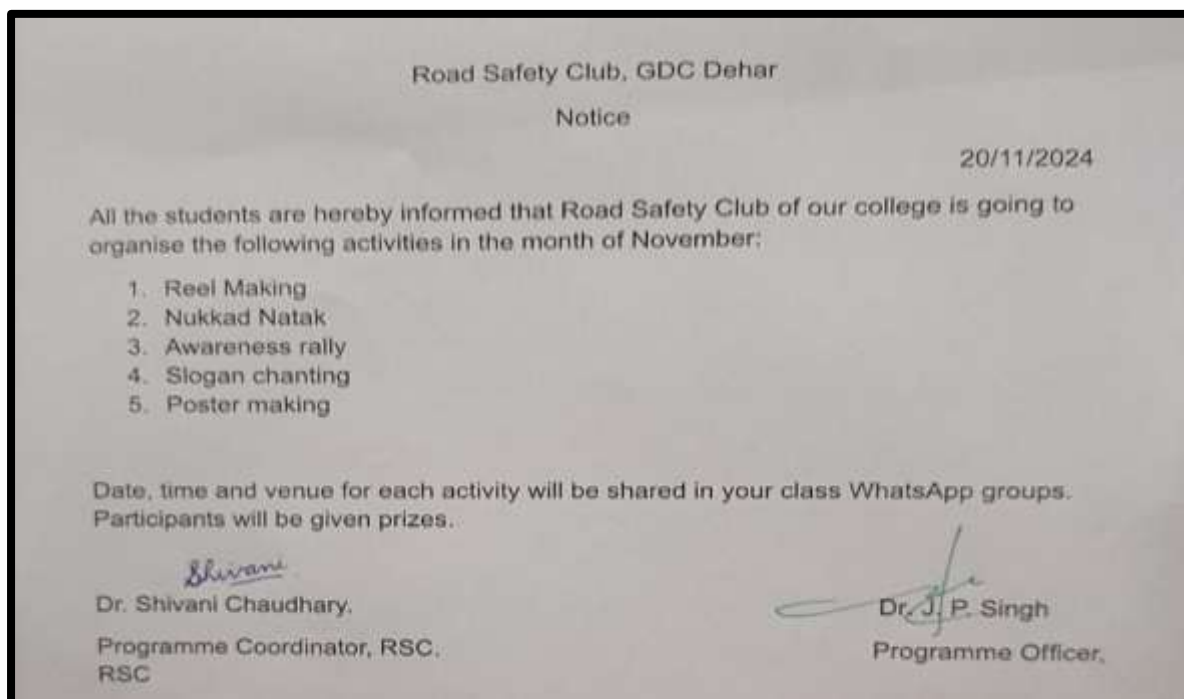 Road Safety Club, GDC Dehar
Notice
20/11/2024
All the students are hereby informed that Road Safety Club of our college is going to
organise the following activities in the month of November:
1. Reel Making
2. Nukkad Natak
3. Awareness rally
4. Slogan chanting
5. Poster making
Date, time and venue for each activity will be shared in your class WhatsApp groups.
Participants will be given prizes.
Shivani
Dr. Shivani Chaudhary,
Dr. J. P. Singh
Programme Coordinator, RSC,
Programme Officer,
RSC